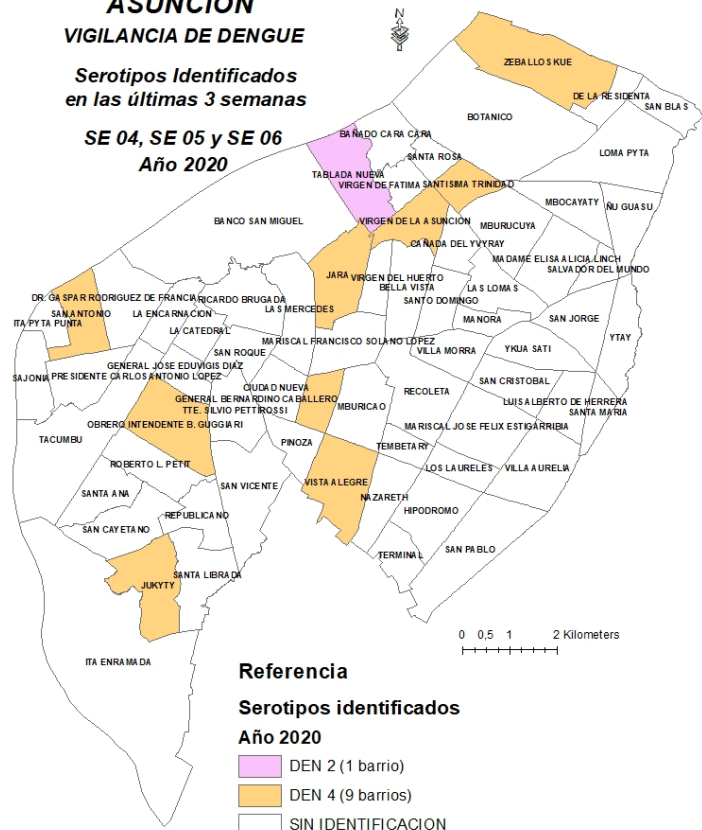 ASUNCIÓN
VIGILANCIA DE DENGUE
Serotipos Identificados
en las últimas 3 semanas
SE 04, SE 05 y SE 06
Año 2020
N
ZEBALLOS KUE
DE LA RESIDENTA
SAN BLAS
BOTANICO
BAÑADO CARA CARA
LOMA PYTA
SANTA ROSA
TABLADA NUEVA
VIRGEN DE FATIMA
SANTISIMA TRINIDAD
MBOCAYATY
ÑU GUASU
BANCO SAN MIGUEL
VIRGEN DE LA ASUNCIÓN
MBURUCUYA
CAÑADA DEL YVYRAY
MADAME ELISA ALICIA LINCH
SALVADOR DEL MUNDO
JARA
VIRGEN DEL HUERTO
BELLA VISTA
LAS LOMAS
DR. GASPAR RODRIGUEZ DE FRANCIA
RICARDO BRUGADA
SANTO DOMINGO
SAN ANTONIO
LA ENCARNACION
LAS MERCEDES
ITA PYTA PUNTA
MANORA
SAN JORGE
LA CATEDRAL
YTAY
MARISCAL FRANCISCO SOLANO LOPEZ
SAN ROQUE
VILLA MORRA
YKUA SATI
GENERAL JOSE EDUVIGIS DIAZ
SAJONIA
PRESIDENTE CARLOS ANTONIO LOPEZ
SAN CRISTOBAL
CIUDAD NUEVA
RECOLETA
GENERAL BERNARDINO CABALLERO
LUIS ALBERTO DE HERRERA
MBURICAO
TTE. SILVIO PETTIROSSI
SANTA MARIA
OBRERO INTENDENTE B. GUGGIARI
MARISCAL JOSE FELIX ESTIGARRIBIA
TACUMBU
PINOZA
TEMBETARY
ROBERTO L. PETIT
LOS LAURELES
VILLA AURELIA
SAN VICENTE
VISTA ALEGRE
SANTA ANA
NAZARETH
HIPODROMO
REPUBLICANO
SAN CAYETANO
TERMINAL
SAN PABLO
SANTA LIBRADA
JUKYTY
ITA ENRAMADA
0 0,5 1 2 Kilometers
Referencia
Serotipos identificados
Año 2020
DEN 2 (1 barrio)
DEN 4 (9 barrios)
SIN IDENTIFICACION